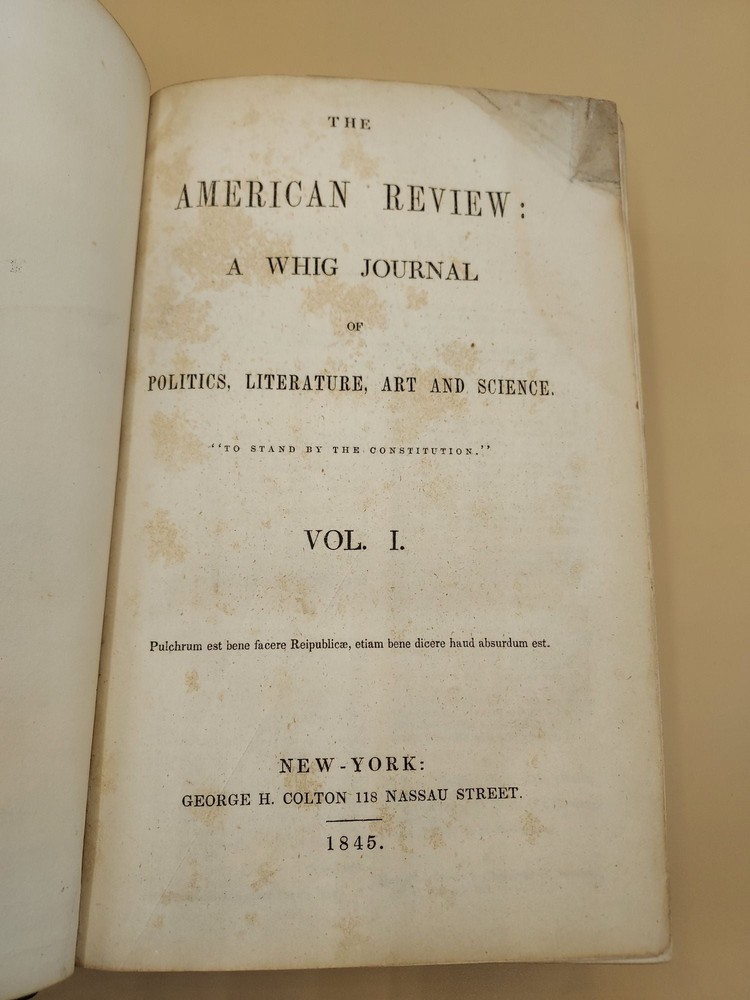 THE
AMERICAN REVIEW:
A WHIG JOURNAL
OF
POLITICS, LITERATURE, ART AND SCIENCE.
“TO STAND BY THE CONSTITUTION.”
VOL. I.
Pulchrum est bene facere Reipublicæ, etiam bene dicere haud absurdum est.
NEW-YORK:
GEORGE H. COLTON 118 NASSAU STREET.
1845.